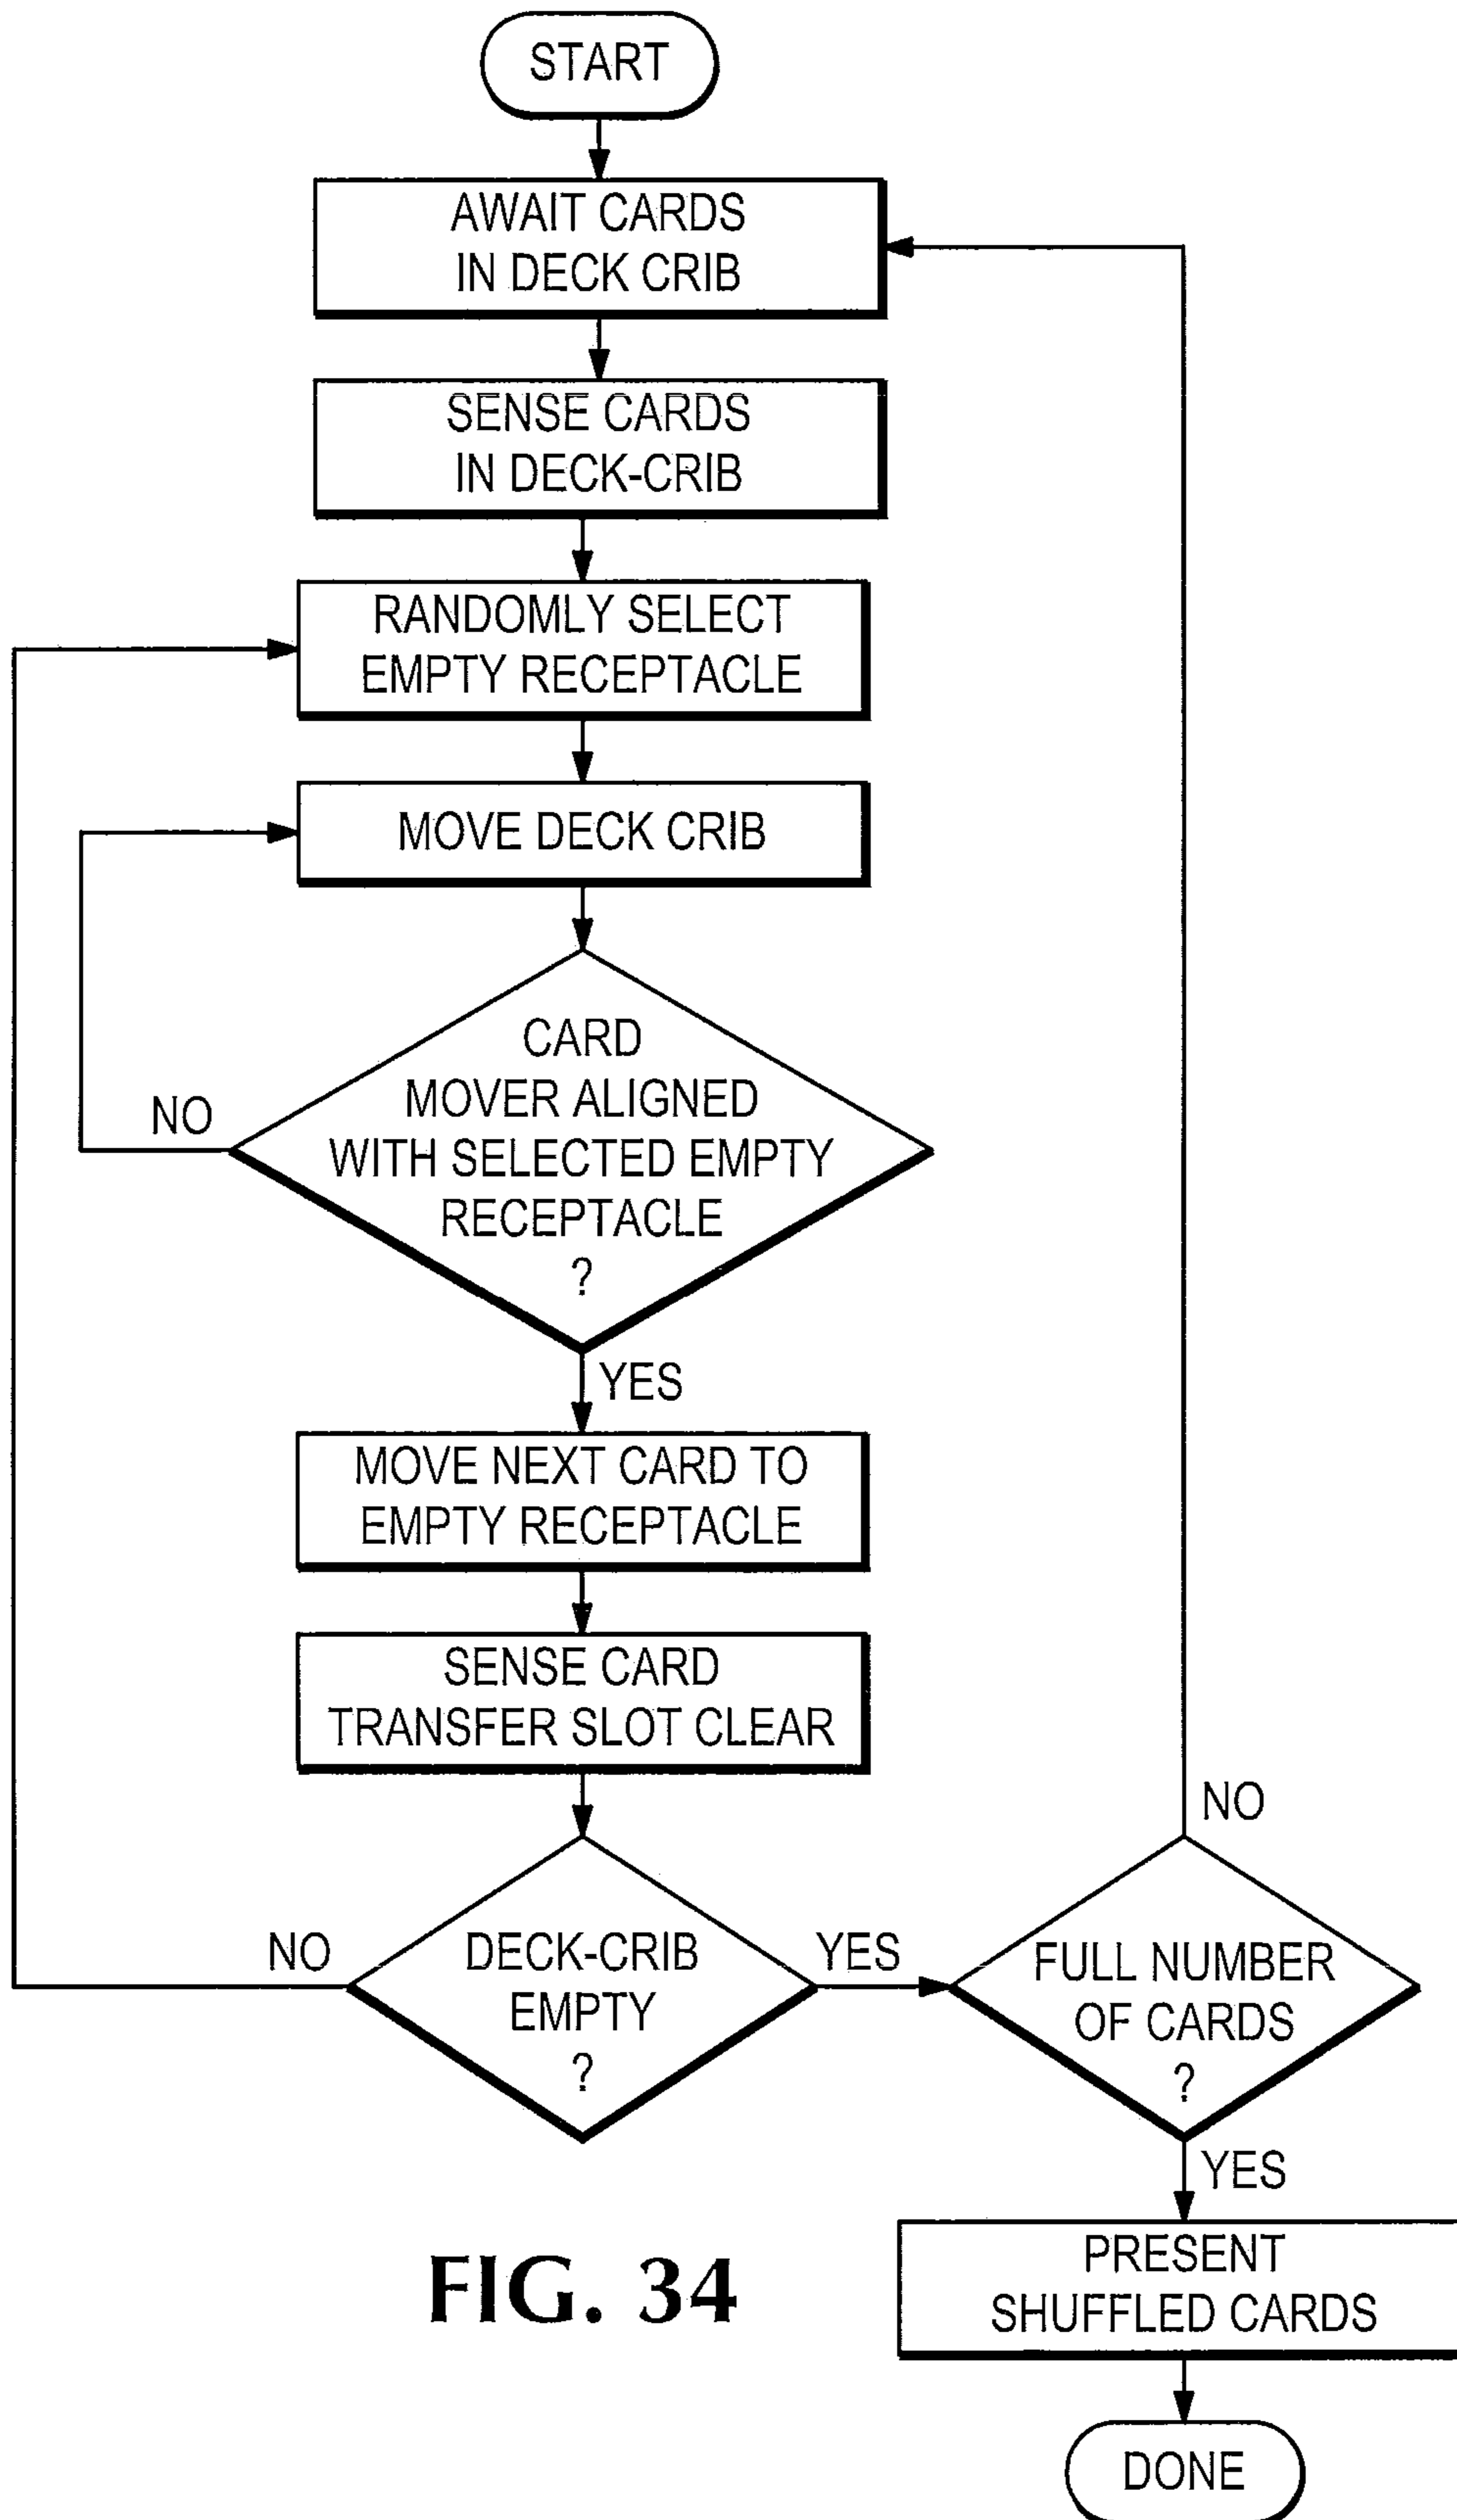 START
AWAIT CARDS
IN DECK CRIB
SENSE CARDS
IN DECK-CRIB
RANDOMLY SELECT
EMPTY RECEPTACLE
MOVE DECK CRIB
CARD
MOVER ALIGNED
WITH SELECTED EMPTY
RECEPTACLE
?
NO
YES
MOVE NEXT CARD TO
EMPTY RECEPTACLE
SENSE CARD
TRANSFER SLOT CLEAR
NO
DECK-CRIB
EMPTY
?
YES
NO
FULL NUMBER
OF CARDS
?
YES
PRESENT
SHUFFLED CARDS
DONE
FIG. 34